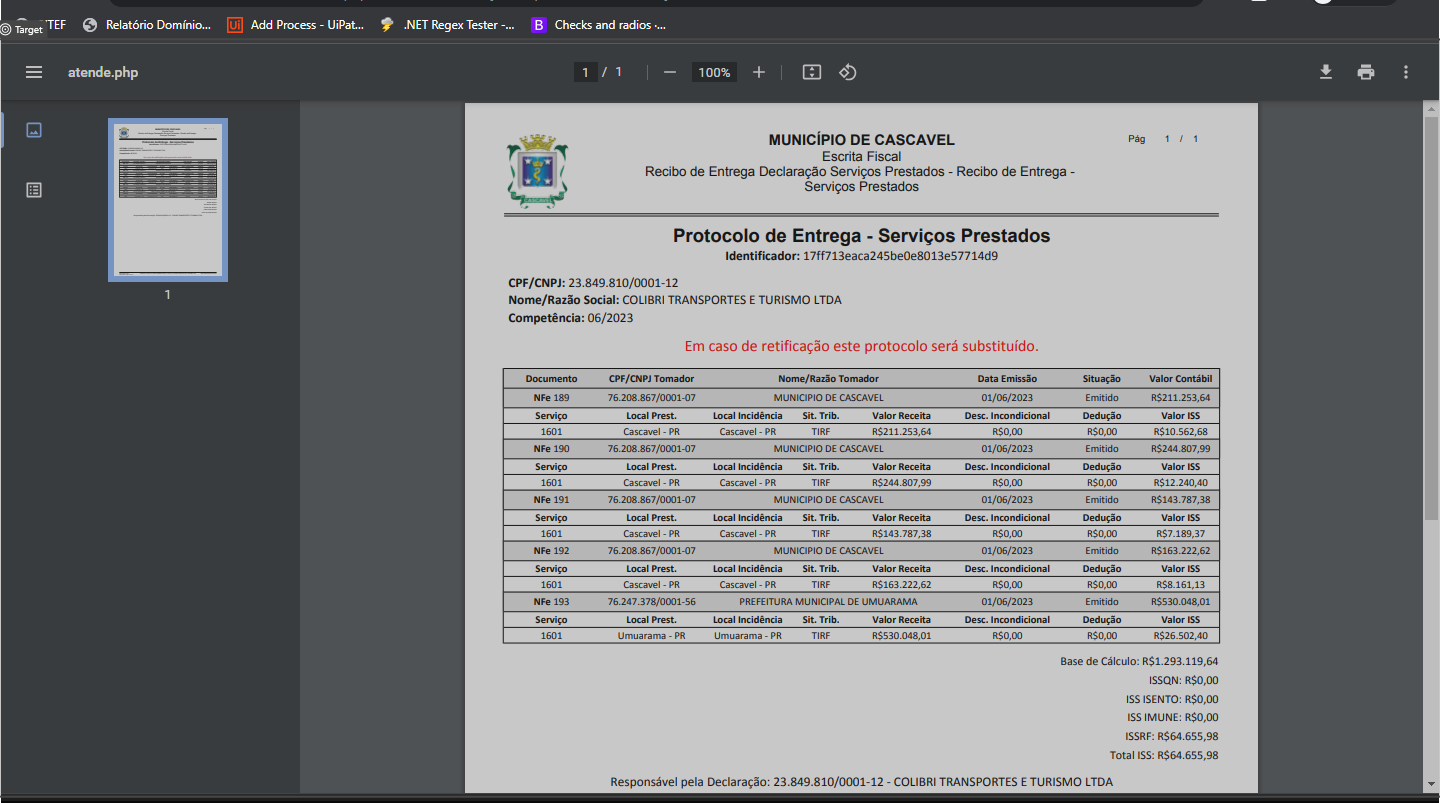 TEF Relatório Domínio... Ui Add Process - UiPat... .NET Regex Tester -... B Checks and radios ·...
Target
atende.php 1 / 1 100%
1
MUNICÍPIO DE CASCAVEL Pág 1 / 1
Escrita Fiscal
Recibo de Entrega Declaração Serviços Prestados - Recibo de Entrega -
Serviços Prestados
CASCAVEL
Protocolo de Entrega - Serviços Prestados
Identificador: 17ff713eaca245be0e8013e57714d9
CPF/CNPJ: 23.849.810/0001-12
Nome/Razão Social: COLIBRI TRANSPORTES E TURISMO LTDA
Competência: 06/2023
Em caso de retificação este protocolo será substituído.
Documento CPF/CNPJ Tomador Nome/Razão Tomador Data Emissão Situação Valor Contábil
NFe 189 76.208.867/0001-07 MUNICIPIO DE CASCAVEL 01/06/2023 Emitido R$211.253,64
Serviço Local Prest. Local Incidência Sit. Trib. Valor Receita Desc. Incondicional Dedução Valor ISS
1601 Cascavel - PR Cascavel - PR TIRF R$211.253,64 R$0,00 R$0,00 R$10.562,68
NFe 190 76.208.867/0001-07 MUNICIPIO DE CASCAVEL 01/06/2023 Emitido R$244.807,99
Serviço Local Prest. Local Incidência Sit. Trib. Valor Receita Desc. Incondicional Dedução Valor ISS
1601 Cascavel - PR Cascavel - PR TIRF R$244.807,99 R$0,00 R$0,00 R$12.240,40
NFe 191 76.208.867/0001-07 MUNICIPIO DE CASCAVEL 01/06/2023 Emitido R$143.787,38
Serviço Local Prest. Local Incidência Sit. Trib. Valor Receita Desc. Incondicional Dedução Valor ISS
1601 Cascavel - PR Cascavel - PR TIRF R$143.787,38 R$0,00 R$0,00 R$7.189,37
NFe 192 76.208.867/0001-07 MUNICIPIO DE CASCAVEL 01/06/2023 Emitido R$163.222,62
Serviço Local Prest. Local Incidência Sit. Trib. Valor Receita Desc. Incondicional Dedução Valor ISS
1601 Cascavel - PR Cascavel - PR TIRF R$163.222,62 R$0,00 R$0,00 R$8.161,13
NFe 193 76.247.378/0001-56 PREFEITURA MUNICIPAL DE UMUARAMA 01/06/2023 Emitido R$530.048,01
Serviço Local Prest. Local Incidência Sit. Trib. Valor Receita Desc. Incondicional Dedução Valor ISS
1601 Umuarama - PR Umuarama - PR TIRF R$530.048,01 R$0,00 R$0,00 R$26.502,40
Base de Cálculo: R$1.293.119,64
ISSQN: R$0,00
ISS ISENTO: R$0,00
ISS IMUNE: R$0,00
ISSRF: R$64.655,98
Total ISS: R$64.655,98
Responsável pela Declaração: 23.849.810/0001-12 - COLIBRI TRANSPORTES E TURISMO LTDA